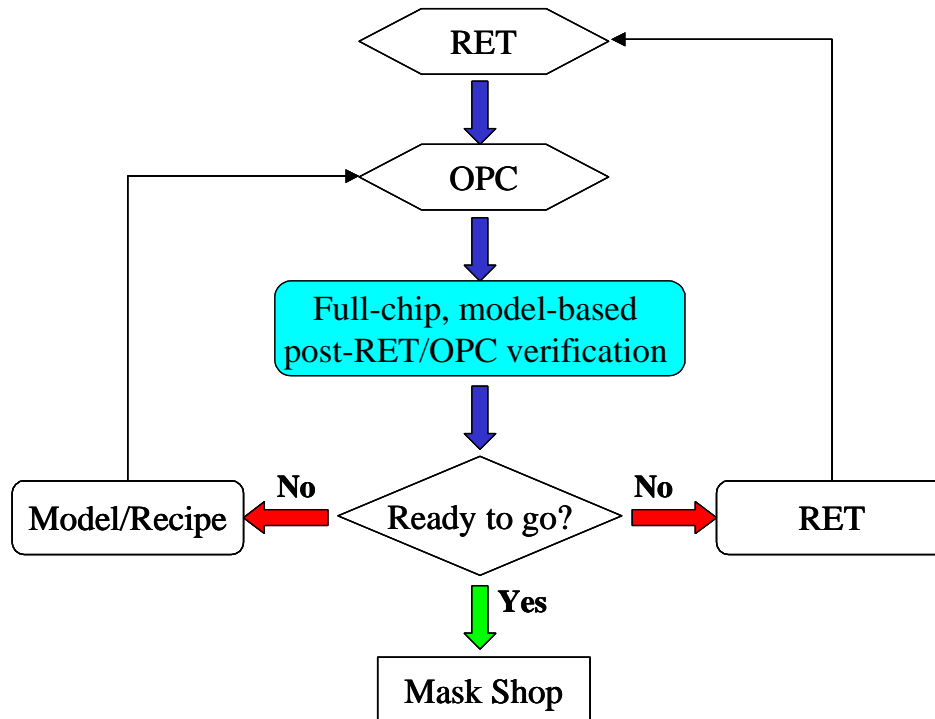 RET
OPC
Full-chip, model-based
post-RET/OPC verification
No
No
Model/Recipe
Ready to go?
RET
Yes
Mask Shop